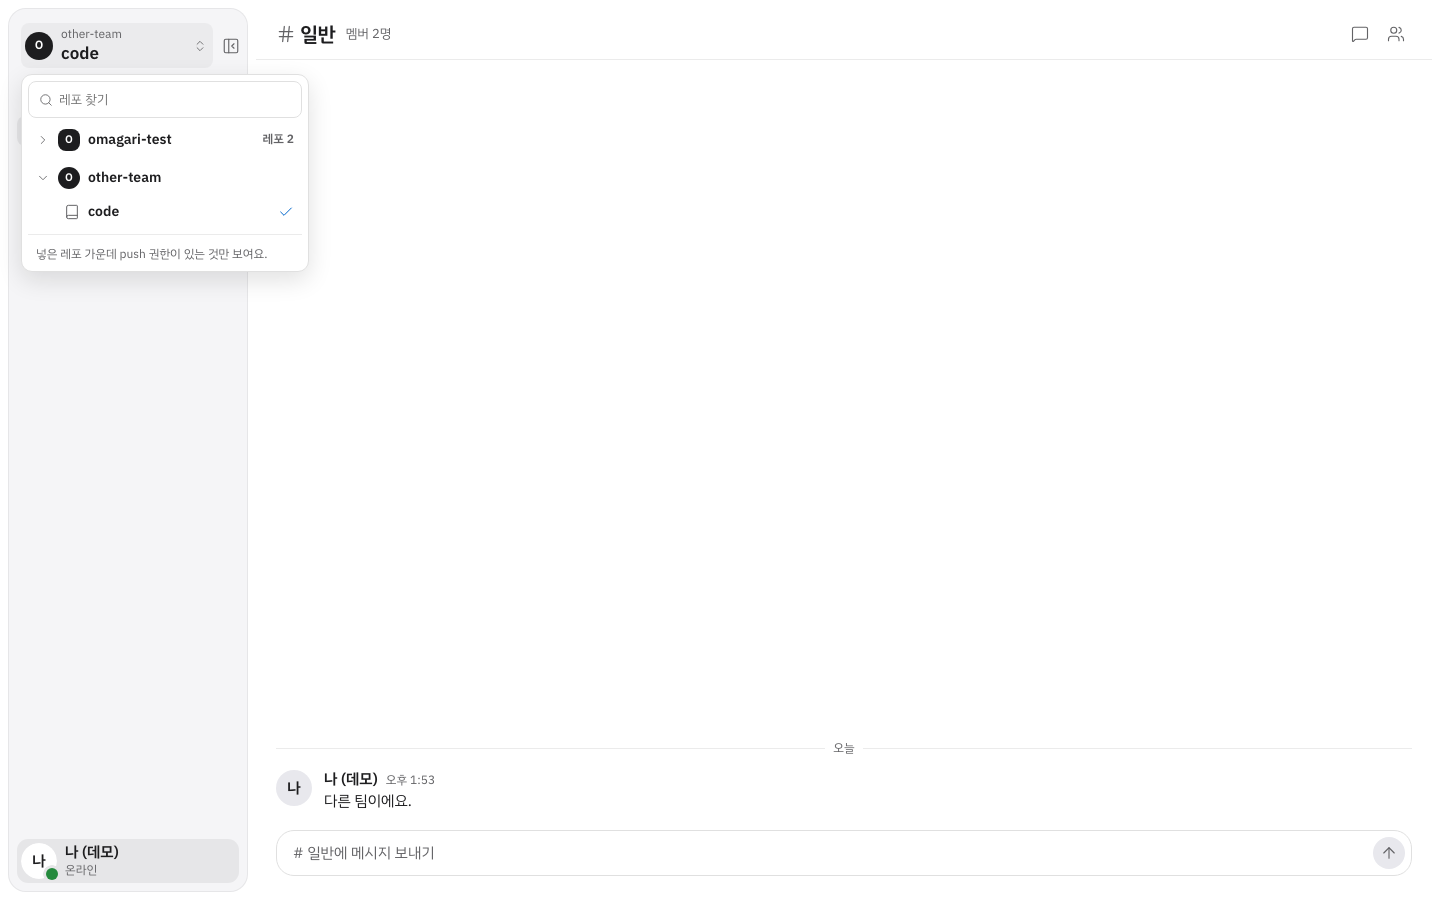 O
other-team
code
레포 찾기
O omagari-test 레포 2
O other-team
code
넣은 레포 가운데 push 권한이 있는 것만 보여요.
# 일반 멤버 2명
오늘
나
나 (데모) 오후 1:53
다른 팀이에요.
# 일반에 메시지 보내기
나
나 (데모)
온라인